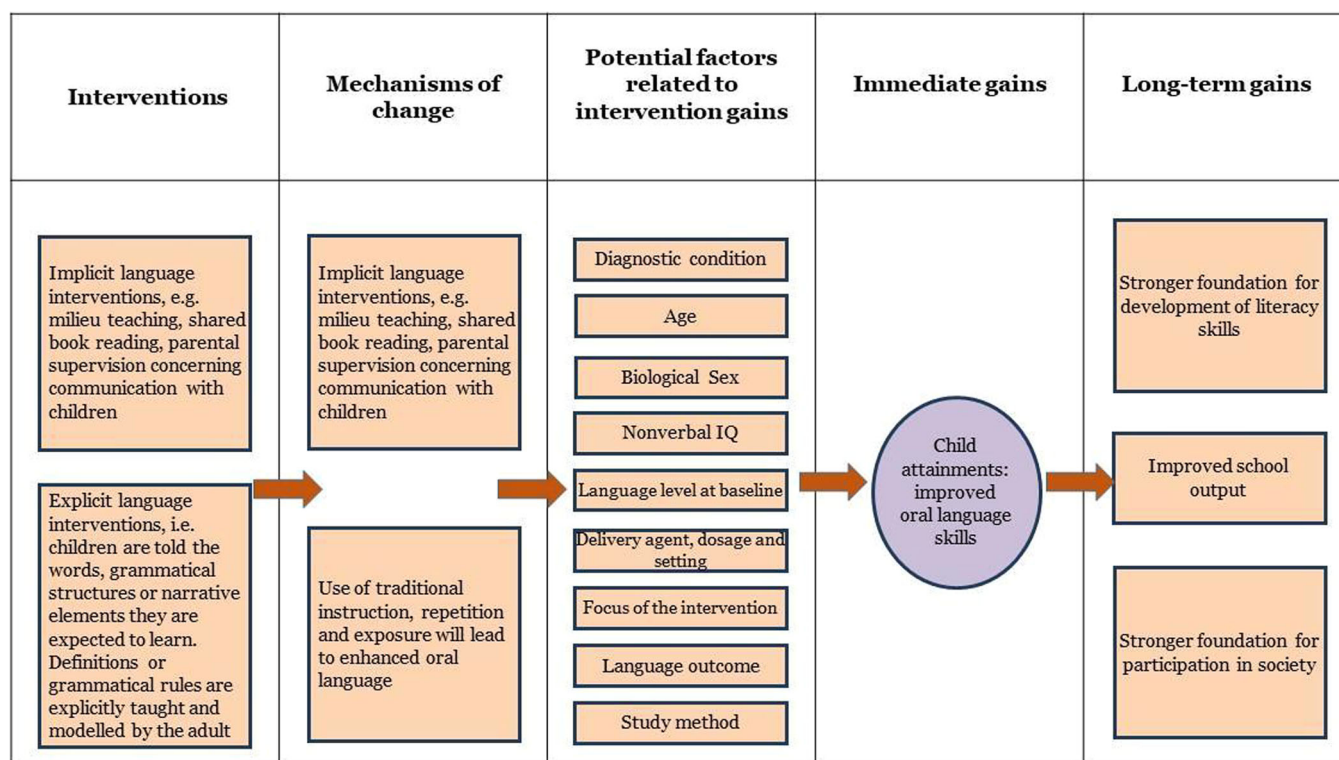 Interventions
Mechanisms of
change
Potential factors
related to
intervention gains
Immediate gains
Long-term gains
Implicit language
interventions, e.g.
milieu teaching, shared
book reading, parental
supervision concerning
communication with
children
Explicit language
interventions, i.e.
children are told the
words, grammatical
structures or narrative
elements they are
expected to learn.
Definitions or
grammatical rules are
explicitly taught and
modelled by the adult
Implicit language
interventions, e.g.
milieu teaching, shared
book reading, parental
supervision concerning
communication with
children
Use of traditional
instruction, repetition
and exposure will lead
to enhanced oral
language
Diagnostic condition
Age
Biological Sex
Nonverbal IQ
Language level at baseline
Delivery agent, dosage and
setting
Focus of the intervention
Language outcome
Study method
Child
attainments:
improved
oral language
skills
Stronger foundation for
development of literacy
skills
Improved school
output
Stronger foundation for
participation in society